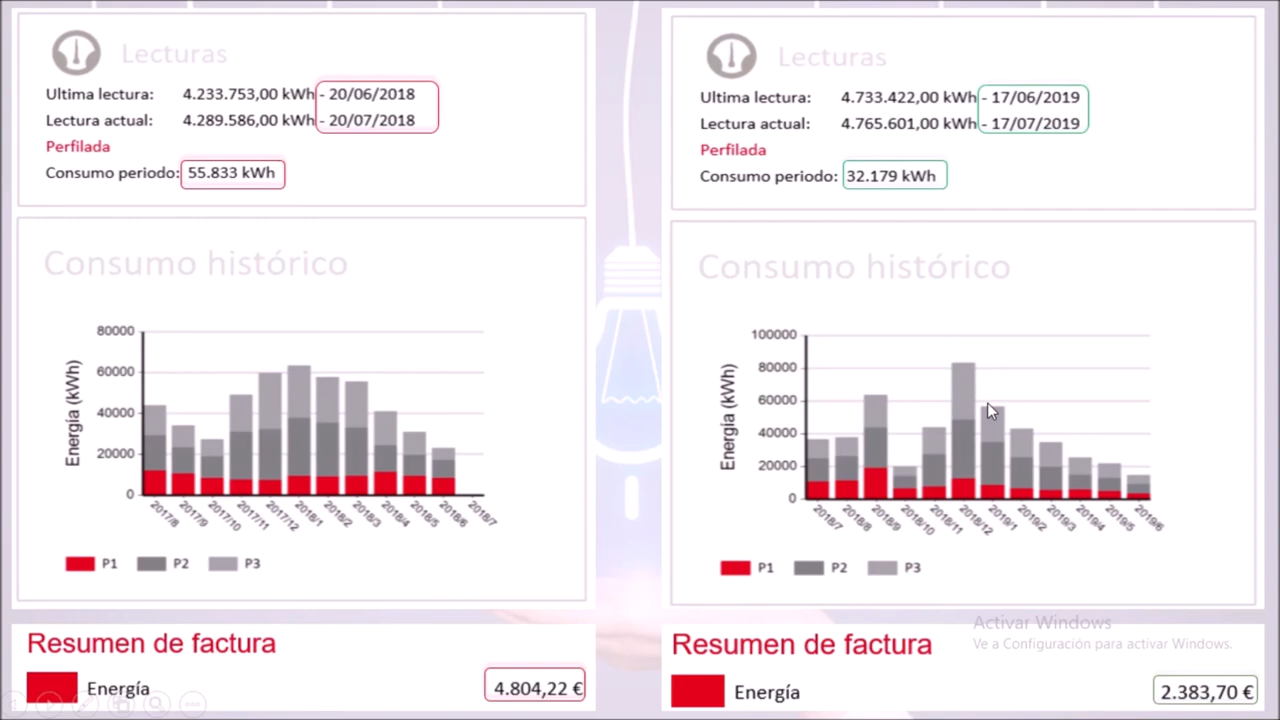 Lecturas
Ultima lectura: 4.233.753,00 kWh - 20/06/2018
Lectura actual: 4.289.586,00 kWh - 20/07/2018
Perfilada
Consumo periodo: 55.833 kWh
Consumo histórico
Energía (kWh)
80000
60000
40000
20000
0
2017/8 2017/9 2017/10 2017/11 2017/12 2018/1 2018/2 2018/3 2018/4 2018/5 2018/6 2018/7
P1 P2 P3
Resumen de factura
Energía 4.804,22 €
Lecturas
Ultima lectura: 4.733.422,00 kWh - 17/06/2019
Lectura actual: 4.765.601,00 kWh - 17/07/2019
Perfilada
Consumo periodo: 32.179 kWh
Consumo histórico
Energía (kWh)
100000
80000
60000
40000
20000
0
2018/7 2018/8 2018/9 2018/10 2018/11 2018/12 2019/1 2019/2 2019/3 2019/4 2019/5 2019/6
P1 P2 P3
Activar Windows
Ve a Configuración para activar Windows.
Resumen de factura
Energía 2.383,70 €